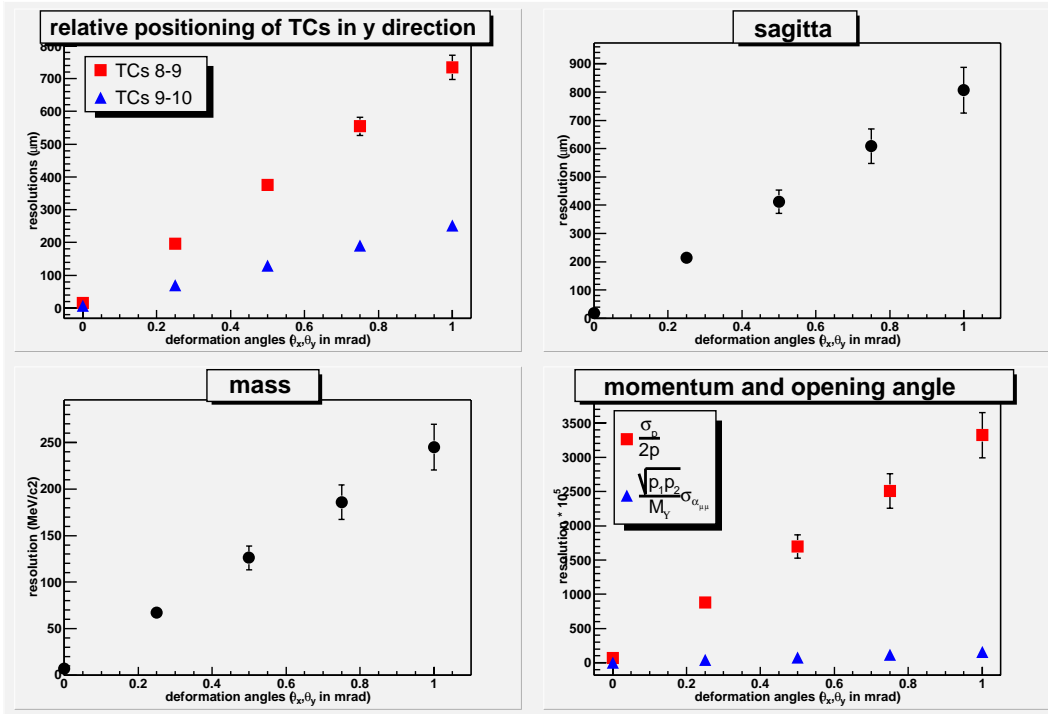 relative positioning of TCs in y direction
800
700
600
500
400
300
200
100
0
resolutions (μm)
TCs 8-9
TCs 9-10
0 0.2 0.4 0.6 0.8 1
deformation angles (θx,θy in mrad)
sagitta
900
800
700
600
500
400
300
200
100
0
resolution (μm)
0 0.2 0.4 0.6 0.8 1
deformation angles (θx,θy in mrad)
mass
250
200
150
100
50
0
resolution (MeV/c2)
0 0.2 0.4 0.6 0.8 1
deformation angles (θx,θy in mrad)
momentum and opening angle
3500
3000
2500
2000
1500
1000
500
0
resolution * 10^5
σp
2p
√p1p2
MΥ
σαμμ
0 0.2 0.4 0.6 0.8 1
deformation angles (θx,θy in mrad)